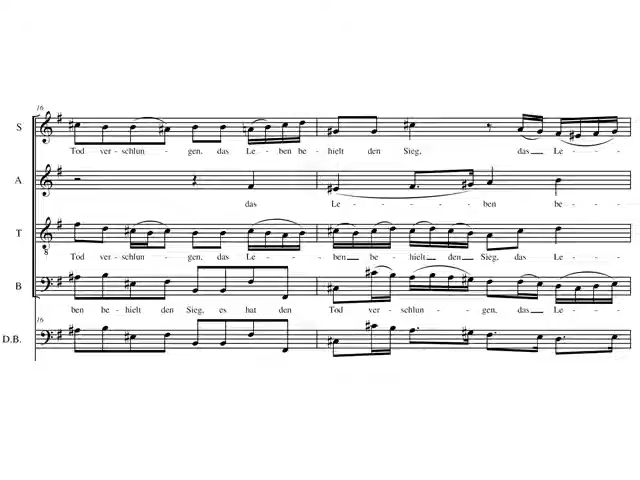 16
S
Tod ver- schlun - gen, das Le - ben be - hielt den Sieg, das Le - - -
A.
das Le - - - ben be -
T
8
Tod ver- schlun - gen, das Le - - - ben be - hielt den Sieg, das Le -
B
ben be - hielt den Sieg, es hat den Tod ver - schlun - gen, das Le - -
16
D.B.